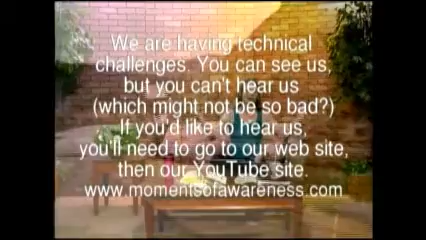 We are having technical
challenges. You can see us,
but you can't hear us
(which might not be so bad?)
If you'd like to hear us,
you'll need to go to our web site,
then our YouTube site.
www.momentsofawareness.com